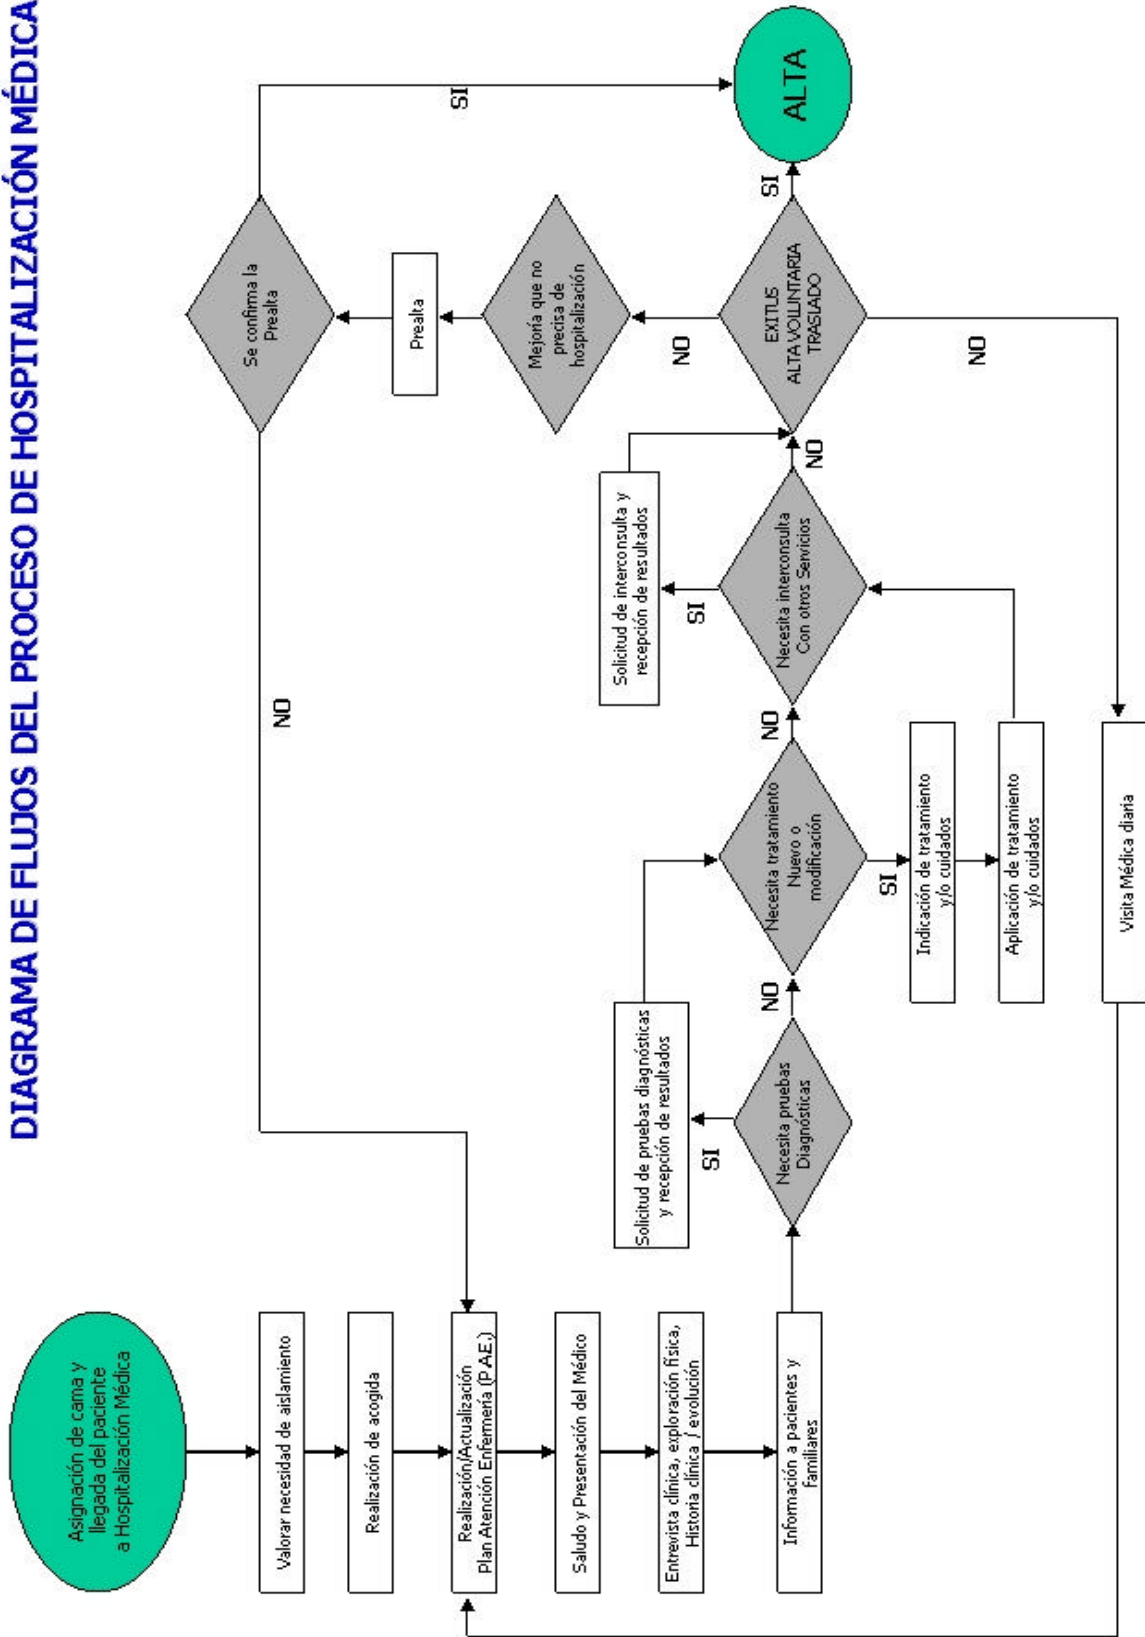 DIAGRAMA DE FLUJOS DEL PROCESO DE HOSPITALIZACIÓN MÉDICA
Asignación de cama y
llegada del paciente
a Hospitalización Médica
Valorar necesidad de aislamiento
Realización de acogida
Realización/Actualización
Plan Atención Enfermería (P.A.E.)
Saludo y Presentación del Médico
Entrevista clínica, exploración física,
Historia clínica / evolución
Información a pacientes y
familiares
Necesita pruebas
Diagnósticas
SI
Solicitud de pruebas diagnósticas
y recepción de resultados
NO
Necesita tratamiento
Nuevo o
modificación
SI
Indicación de tratamiento
y/o cuidados
Aplicación de tratamiento
y/o cuidados
NO
Necesita interconsulta
Con otros Servicios
SI
Solicitud de interconsulta y
recepción de resultados
NO
EXITUS
ALTA VOLUNTARIA
TRASLADO
SI
ALTA
NO
Visita Médica diaria
NO
Mejoría que no
precisa de
hospitalización
Prealta
Se confirma la
Prealta
SI
NO